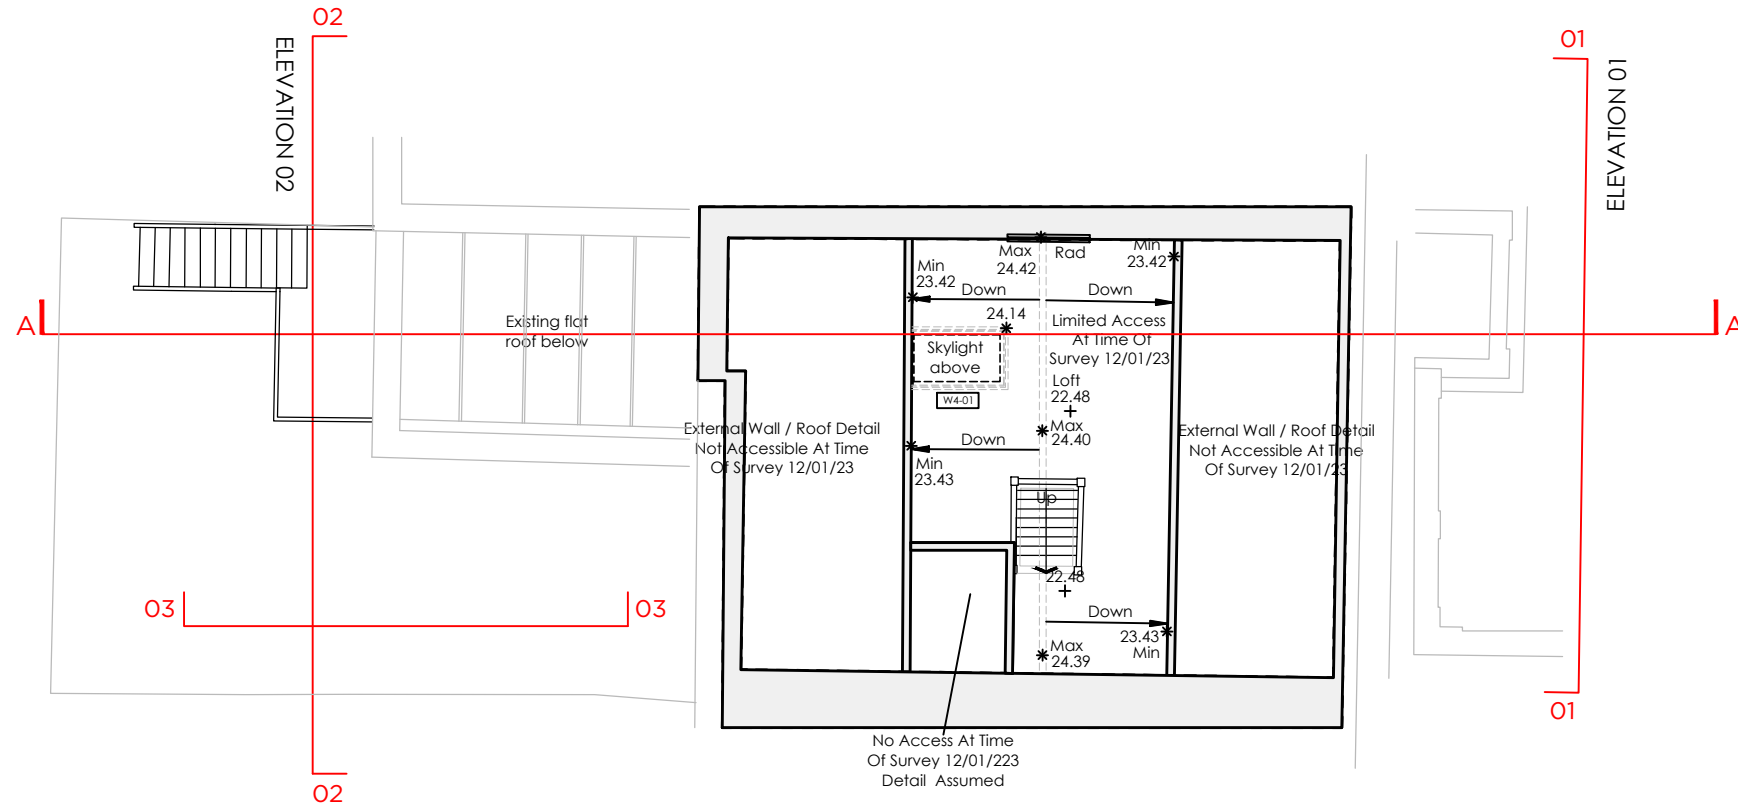 02
01
ELEVATION 02
ELEVATION 01
Max
24.42
Rad
Min
23.42
Min
23.42
Down
Down
24.14
A
A
Existing flat
roof below
Limited Access
At Time Of
Survey 12/01/23
Skylight
above
W4-01
Loft
22.48
Max
24.40
External Wall / Roof Detail
Not Accessible At Time
Of Survey 12/01/23
Down
Min
23.43
External Wall / Roof Detail
Not Accessible At Time
Of Survey 12/01/23
Up
22.48
03
03
Down
23.43
Min
Max
24.39
01
No Access At Time
Of Survey 12/01/223
Detail Assumed
02